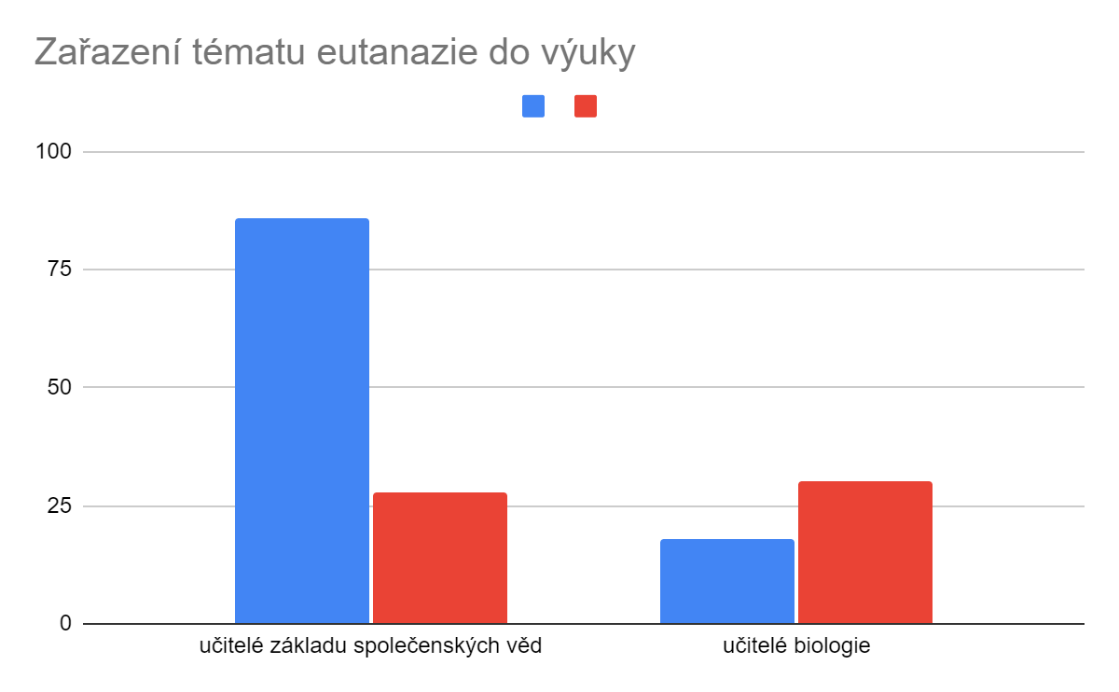 Zařazení tématu eutanazie do výuky
100
75
50
25
0
učitelé základu společenských věd
učitelé biologie